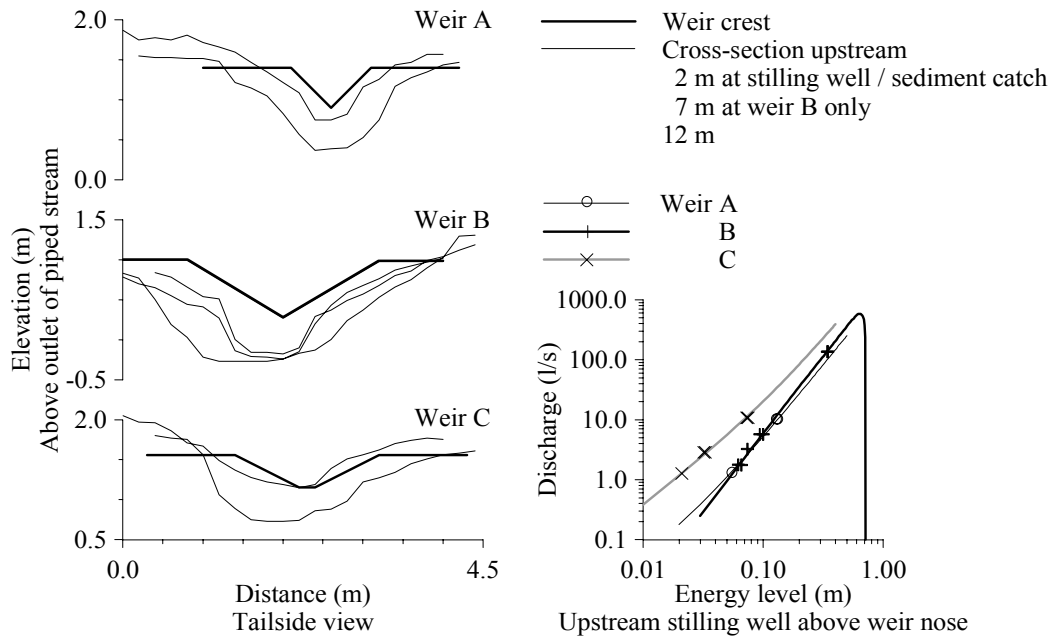 Weir A
2.0
0.0
Weir B
1.5
-0.5
Weir C
2.0
0.5
0.0
4.5
Elevation (m)
Above outlet of piped stream
Distance (m)
Tailside view
Weir crest
Cross-section upstream
2 m at stilling well / sediment catch
7 m at weir B only
12 m
Weir A
B
C
1000.0
100.0
10.0
1.0
0.1
Discharge (l/s)
0.01
0.10
1.00
Energy level (m)
Upstream stilling well above weir nose